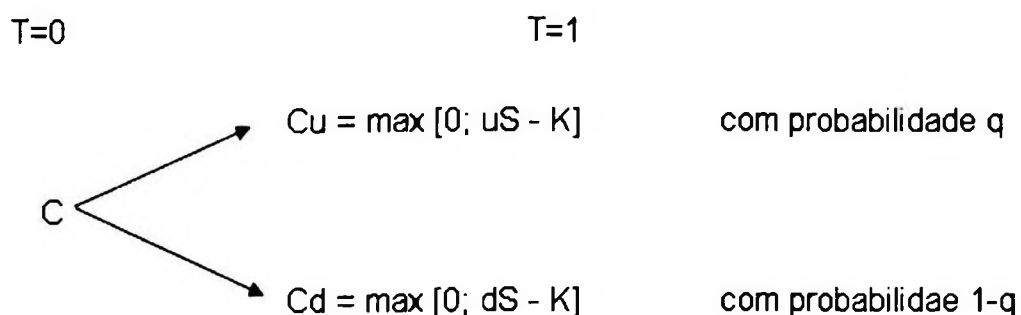 T=0 T=1
Cu = max [0; uS - K] com probabilidade q
C
Cd = max [0; dS - K] com probabilidae 1-q